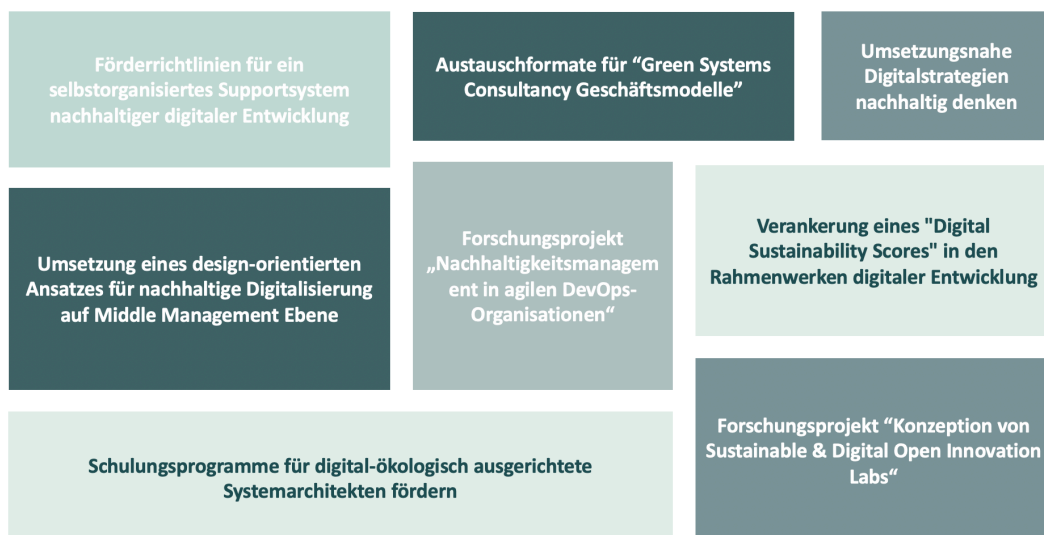 Förderrichtlinien für ein
selbstorganisiertes Supportsystem
nachhaltiger digitaler Entwicklung
Austauschformate für “Green Systems
Consultancy Geschäftsmodelle”
Umsetzungsnahe
Digitalstrategien
nachhaltig denken
Umsetzung eines design-orientierten
Ansatzes für nachhaltige Digitalisierung
auf Middle Management Ebene
Forschungsprojekt
„Nachhaltigkeitsmanagem
ent in agilen DevOps-
Organisationen“
Verankerung eines "Digital
Sustainability Scores" in den
Rahmenwerken digitaler Entwicklung
Schulungsprogramme für digital-ökologisch ausgerichtete
Systemarchitekten fördern
Forschungsprojekt “Konzeption von
Sustainable & Digital Open Innovation
Labs“